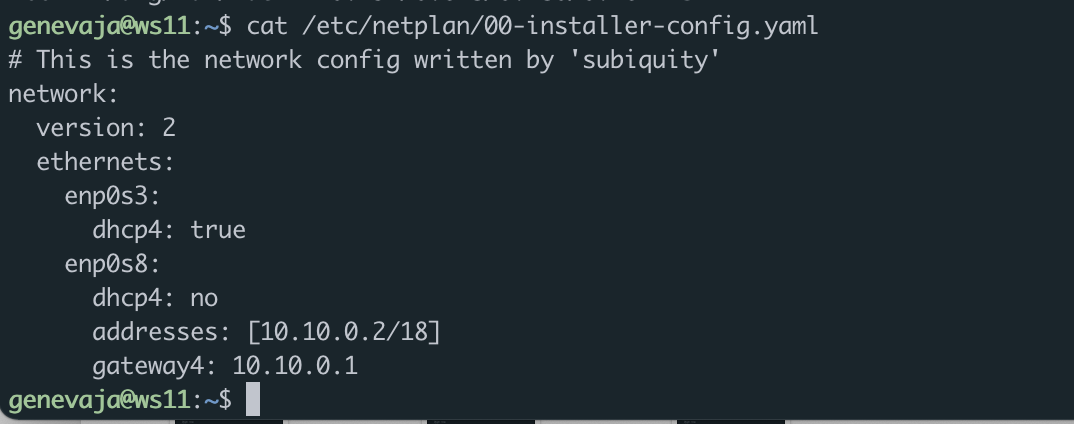 genevaja@ws11:~$ cat /etc/netplan/00-installer-config.yaml
# This is the network config written by 'subiquity'
network:
  version: 2
  ethernets:
    enp0s3:
      dhcp4: true
    enp0s8:
      dhcp4: no
      addresses: [10.10.0.2/18]
      gateway4: 10.10.0.1
genevaja@ws11:~$